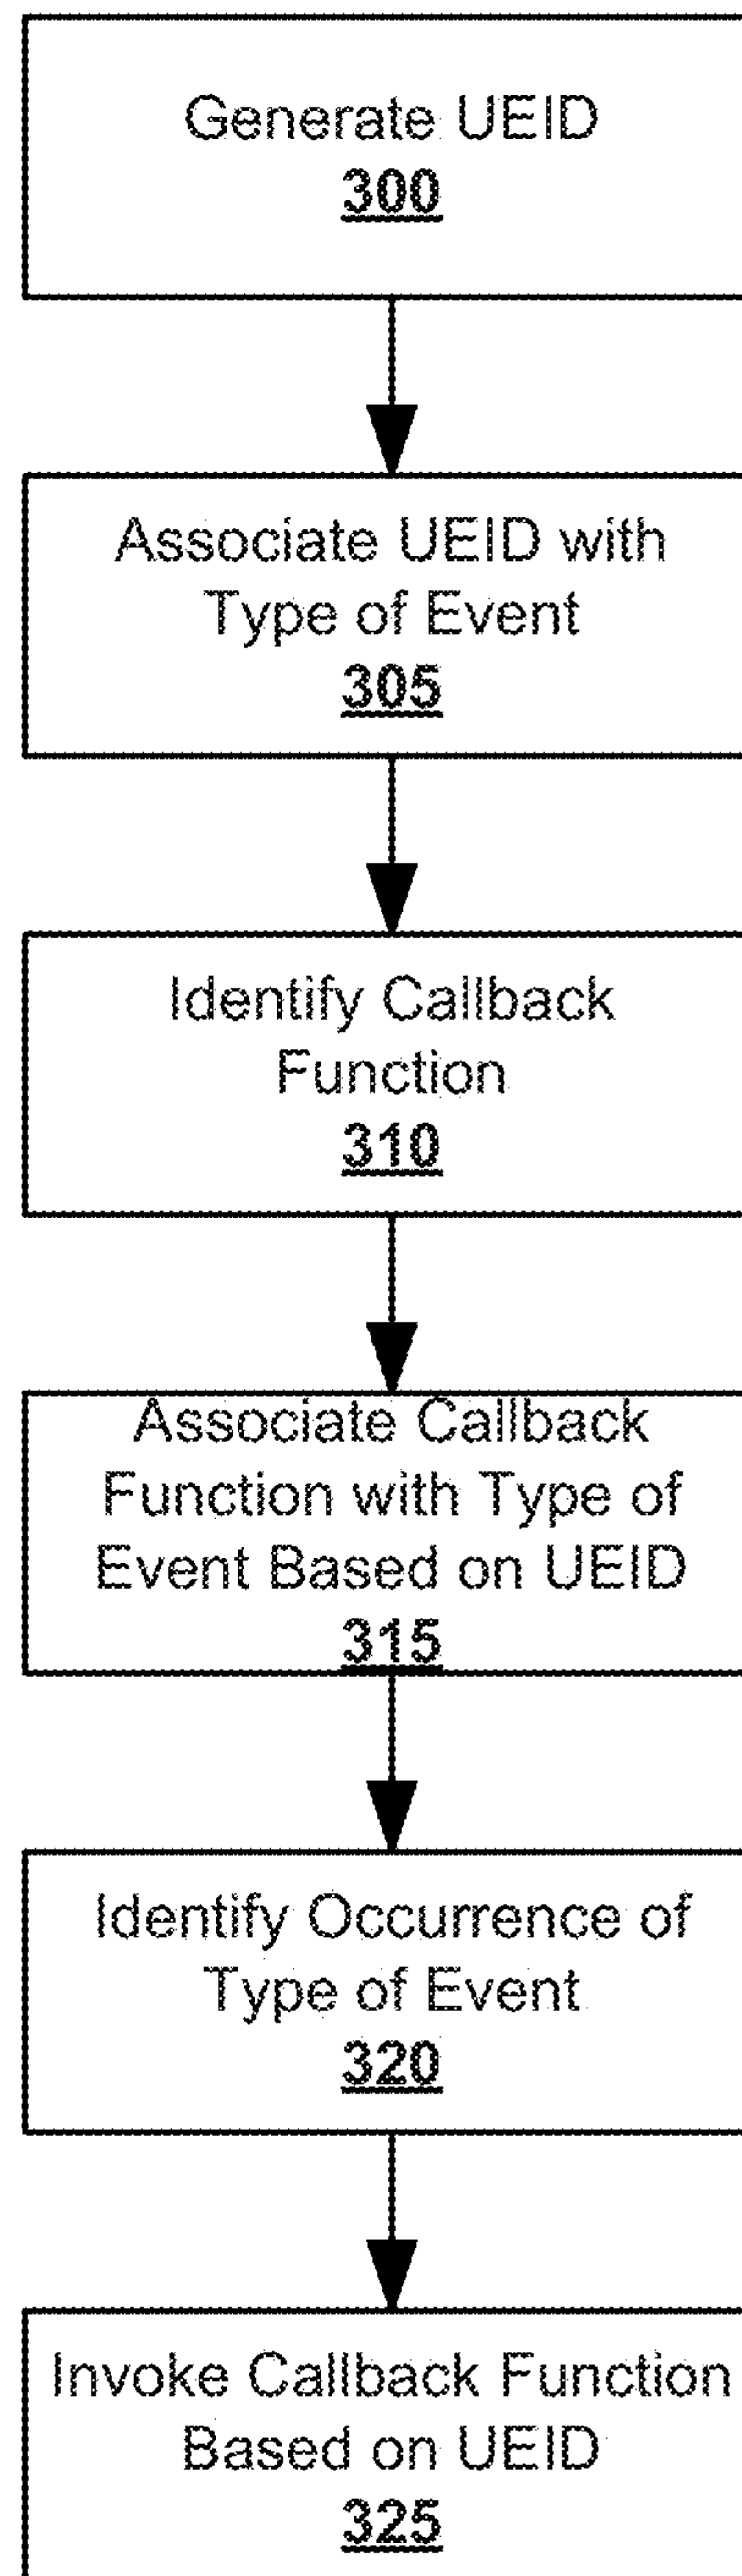 Generate UEID
300
Associate UEID with
Type of Event
305
Identify Callback
Function
310
Associate Callback
Function with Type of
Event Based on UEID
315
Identify Occurrence of
Type of Event
320
Invoke Callback Function
Based on UEID
325